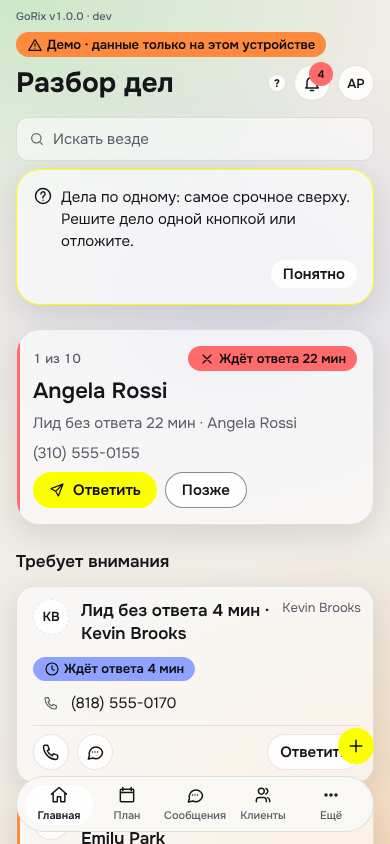 GoRix v1.0.0 · dev
Демо · данные только на этом устройстве
Разбор дел
?
4
AP
Искать везде
Дела по одному: самое срочное сверху.
Решите дело одной кнопкой или
отложите.
Понятно
1 из 10
Ждёт ответа 22 мин
Angela Rossi
Лид без ответа 22 мин · Angela Rossi
(310) 555-0155
Ответить
Позже
Требует внимания
KB
Лид без ответа 4 мин ·
Kevin Brooks
Kevin Brooks
Ждёт ответа 4 мин
(818) 555-0170
Ответит
Главная
План
Сообщения
Клиенты
Ещё
Emily Park